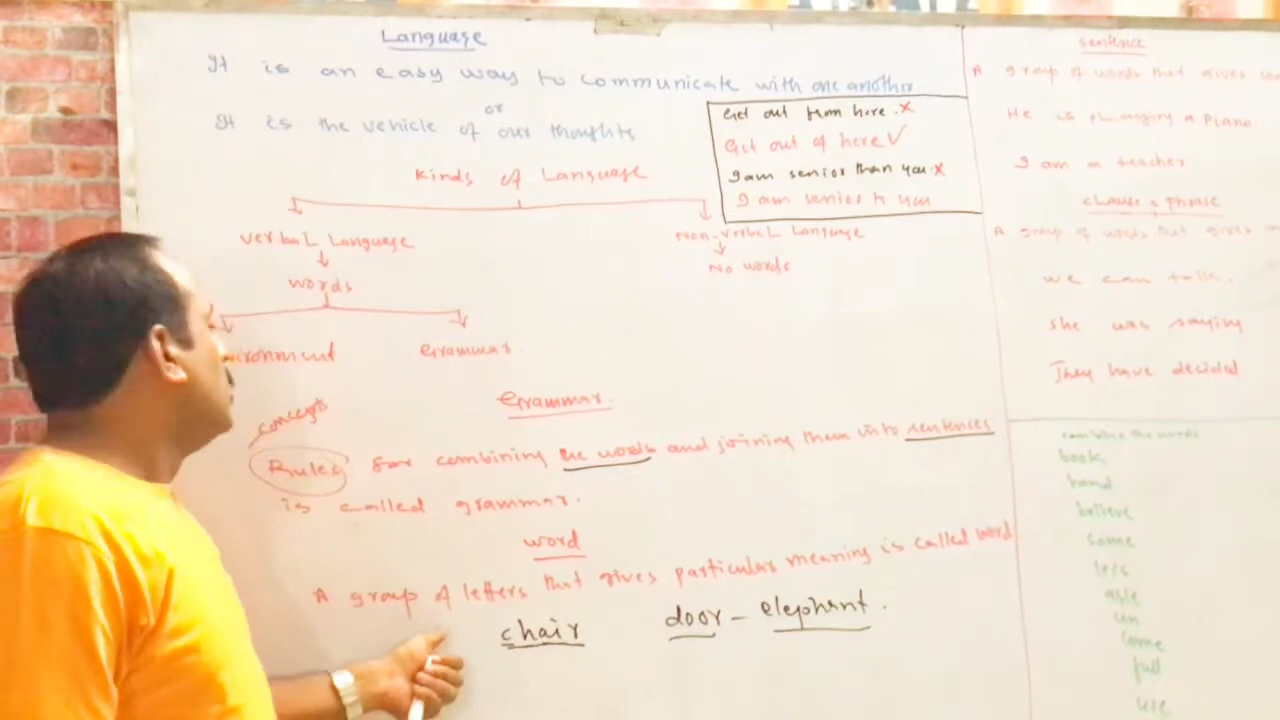 Language
It is an easy way to communicate with one another
or
It is the vehicle of our thoughts
Get out from here. ✗
Get out of here ✓
I am senior than you. ✗
I am senior to you
Kinds of Language
Verbal Language
Non-verbal Language
words
No words
Grammar.
Grammar.
concepts
Rules for combining the words and joining them into sentences
is called grammar.
word
A group of letters that gives particular meaning is called word
chair door - elephant.
sentence
A group of words that gives
He is playing a piano.
I am a teacher
clause & phrase
A group of words that gives
we can talk.
she was saying
They have decided
combine the words
book
hand
believe
some
less
able
un
come
full
use